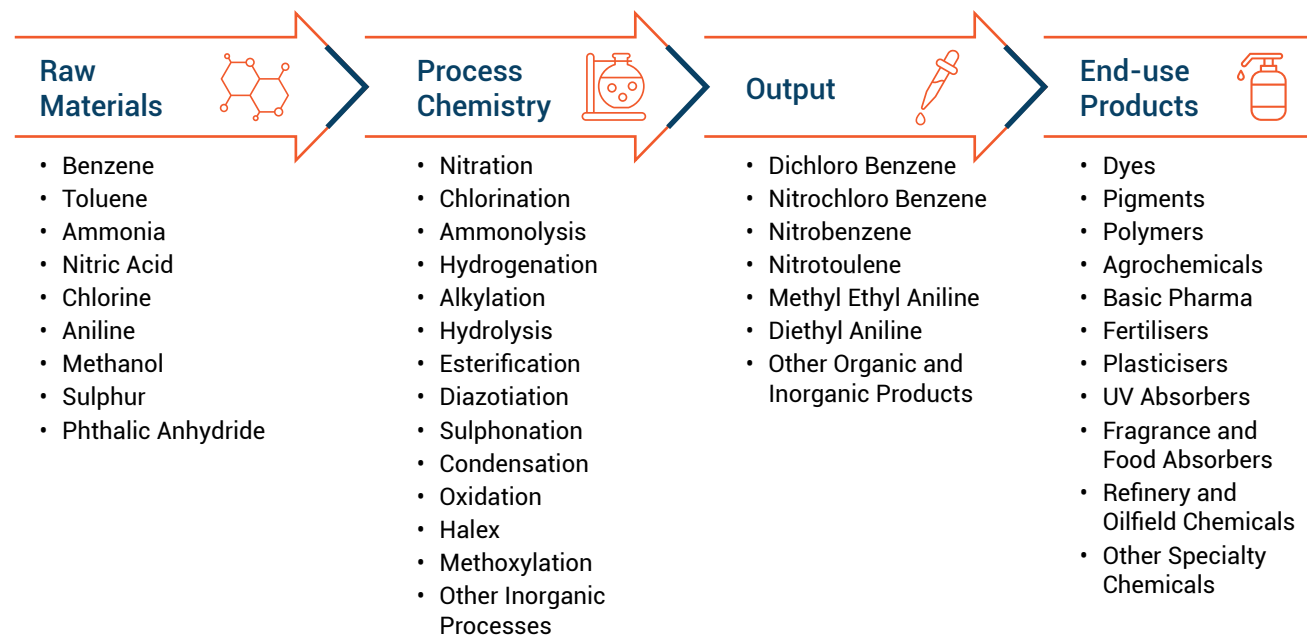 Raw
Materials
• Benzene
• Toluene
• Ammonia
• Nitric Acid
• Chlorine
• Aniline
• Methanol
• Sulphur
• Phthalic Anhydride
Process
Chemistry
• Nitration
• Chlorination
• Ammonolysis
• Hydrogenation
• Alkylation
• Hydrolysis
• Esterification
• Diazotiation
• Sulphonation
• Condensation
• Oxidation
• Halex
• Methoxylation
• Other Inorganic
Processes
Output
• Dichloro Benzene
• Nitrochloro Benzene
• Nitrobenzene
• Nitrotoulene
• Methyl Ethyl Aniline
• Diethyl Aniline
• Other Organic and
Inorganic Products
End-use
Products
• Dyes
• Pigments
• Polymers
• Agrochemicals
• Basic Pharma
• Fertilisers
• Plasticisers
• UV Absorbers
• Fragrance and
Food Absorbers
• Refinery and
Oilfield Chemicals
• Other Specialty
Chemicals